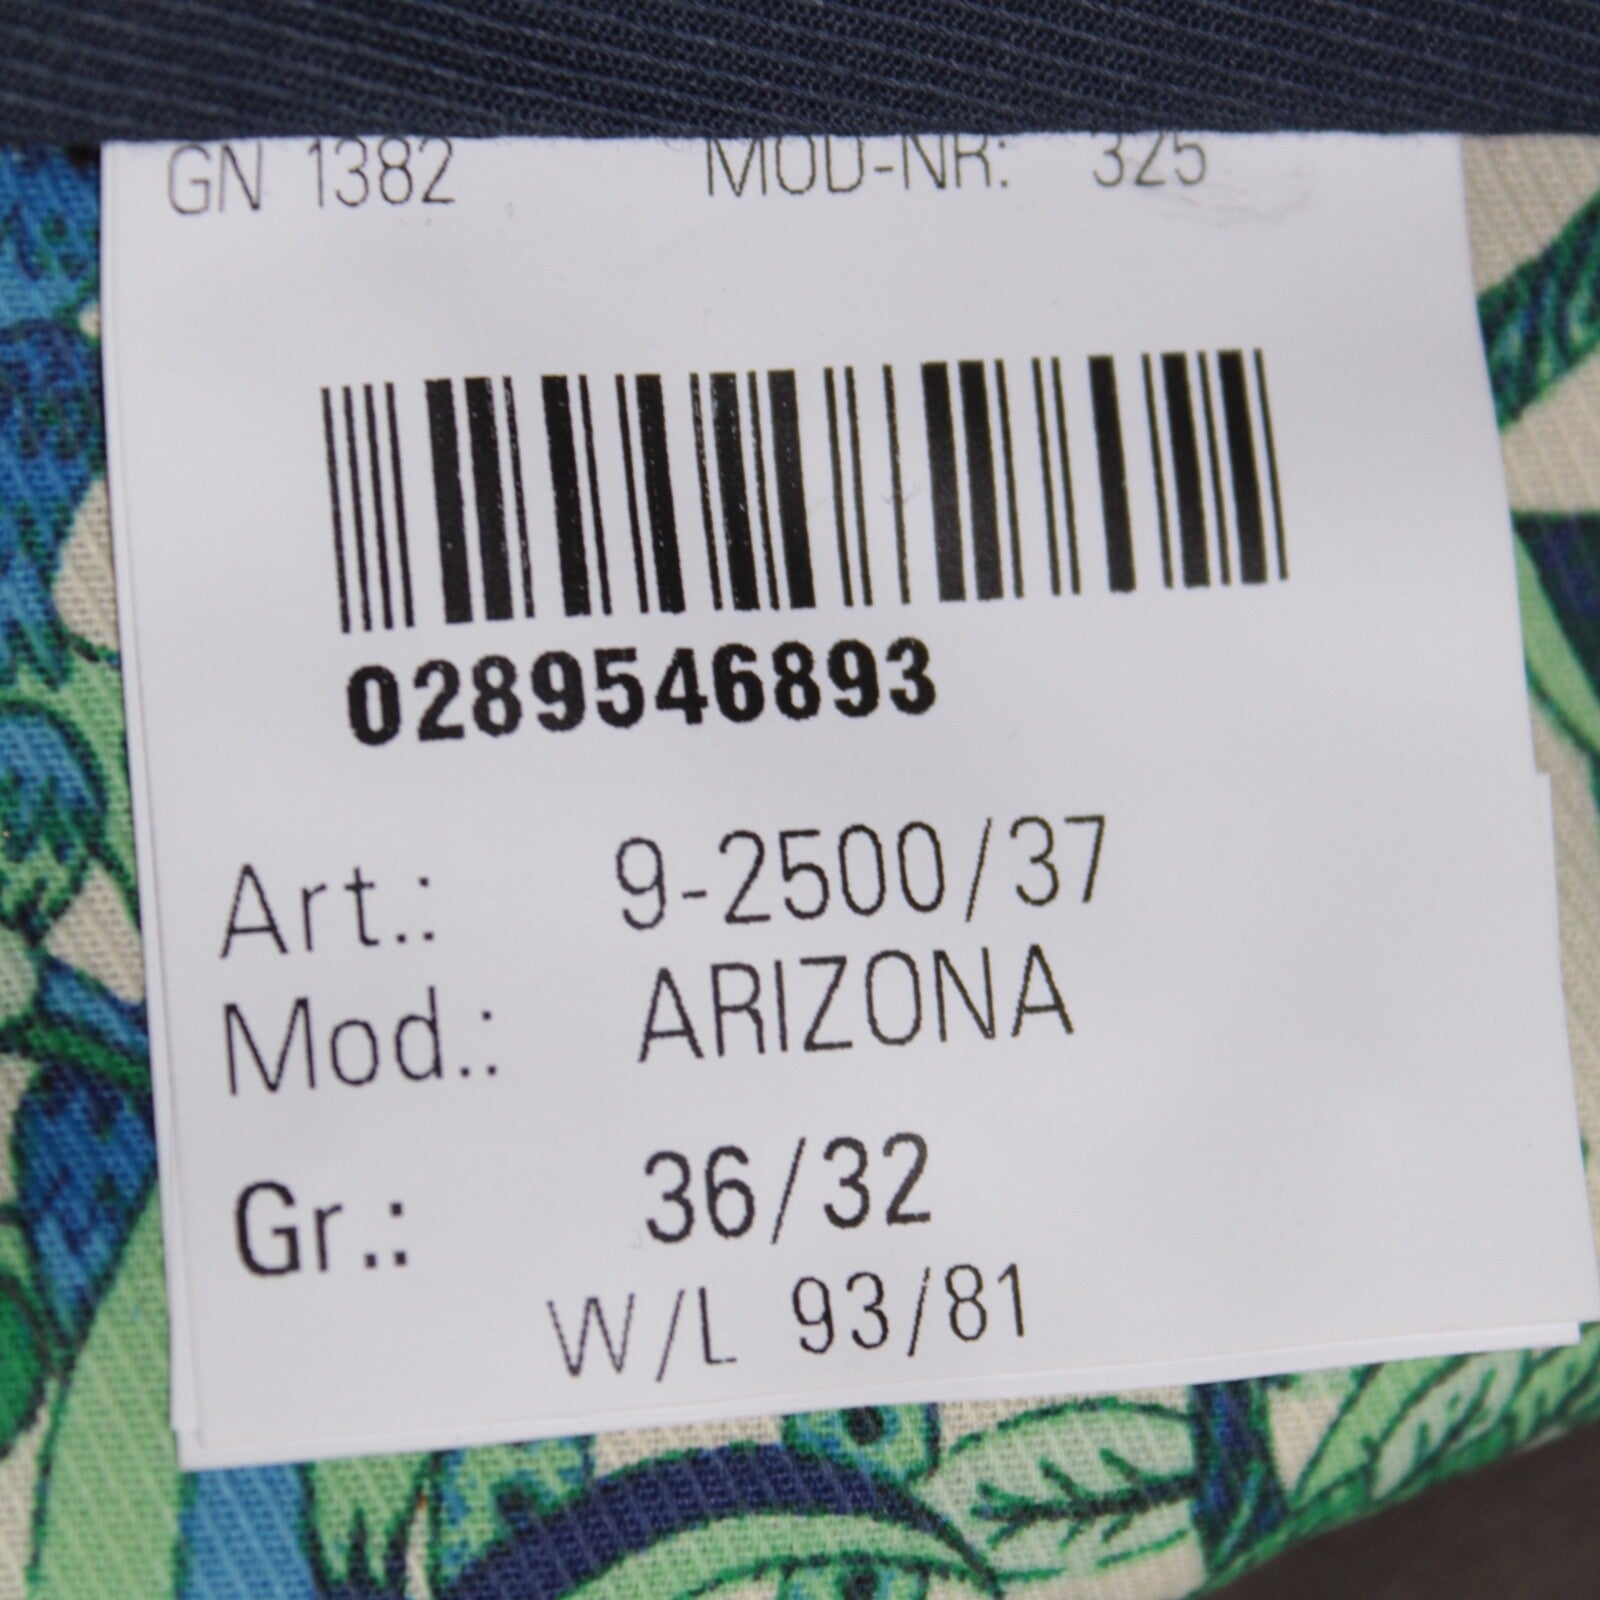 GN 1382 MOD-NR: 325
0289546893
Art.: 9-2500/37
Mod.: ARIZONA
Gr.: 36/32
W/L 93/81